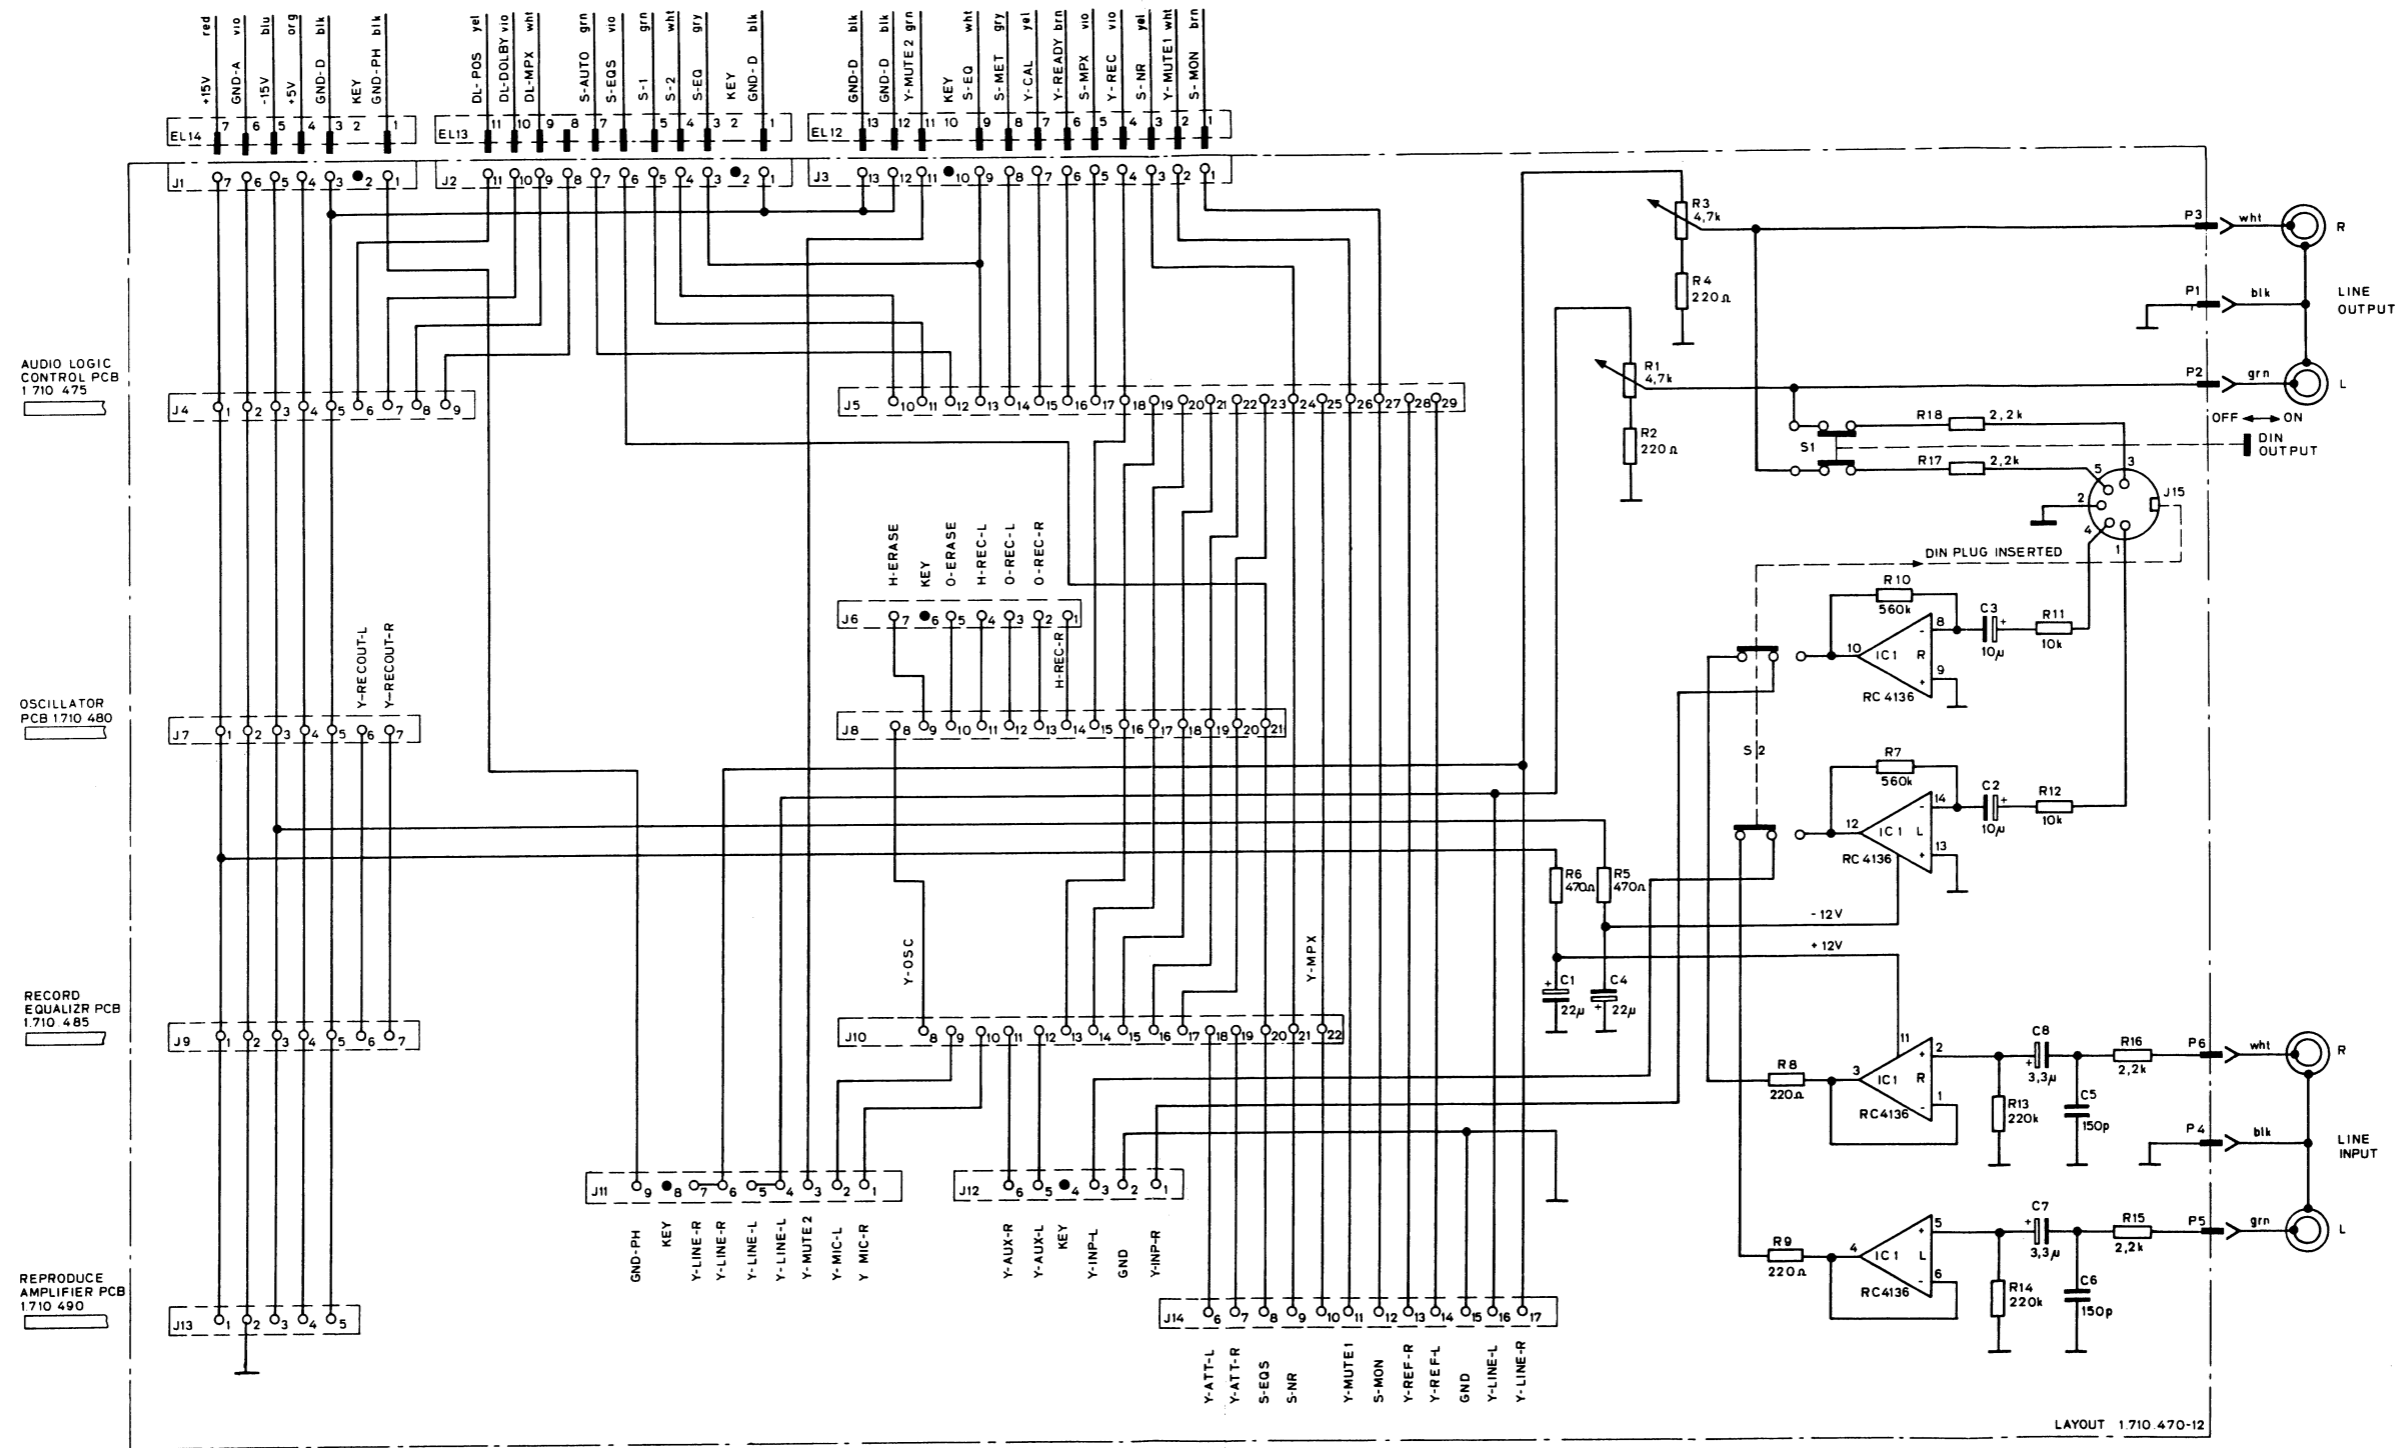 red vio blu org blk blk
+15V GND-A -15V +5V GND-D KEY GND-PH
EL14 7 6 5 4 3 2 1
J1 7 6 5 4 3 2 1
yel vio wht grn vio grn wht gry blk
DL-POS DL-DOLBY DL-MPX S-AUTO S-EQS S-1 S-2 S-EQ KEY GND-D
EL13 11 10 9 8 7 5 4 3 2 1
J2 11 10 9 8 7 6 5 4 3 2 1
blk blk grn wht gry yel brn vio vio yel wht brn
GND-D GND-D Y-MUTE 2 KEY S-EQ S-MET Y-CAL Y-READY S-MPX Y-REC S-NR Y-MUTE1 S-MON
EL12 13 12 11 10 9 8 7 6 5 4 3 2 1
J3 13 12 11 10 9 8 7 6 5 4 3 2 1
AUDIO LOGIC
CONTROL PCB
1 710 475
J4 1 2 3 4 5 6 7 8 9
J5 10 11 12 13 14 15 16 17 18 19 20 21 22 23 24 25 26 27 28 29
H-ERASE KEY O-ERASE H-REC-L O-REC-L O-REC-R
H-REC-R
J6 7 6 5 4 3 2 1
OSCILLATOR
PCB 1710 480
Y-RECOUT-L Y-RECOUT-R
J7 1 2 3 4 5 6 7
J8 8 9 10 11 12 13 14 15 16 17 18 19 20 21
Y-OSC
Y-MPX
RECORD
EQUALIZR PCB
1.710 485
J9 1 2 3 4 5 6 7
J10 8 9 10 11 12 13 14 15 16 17 18 19 20 21 22
J11 9 8 7 6 5 4 3 2 1
GND-PH KEY Y-LINE-R Y-LINE-R Y-LINE-L Y-LINE-L Y-MUTE 2 Y-MIC-L Y MIC-R
J12 6 5 4 3 2 1
Y-AUX-R Y-AUX-L KEY Y-INP-L GND Y-INP-R
REPRODUCE
AMPLIFIER PCB
1.710 490
J13 1 2 3 4 5
J14 6 7 8 9 10 11 12 13 14 15 16 17
Y-ATT-L Y-ATT-R S-EQS S-NR Y-MUTE1 S-MON Y-REF-R Y-REF-L GND Y-LINE-L Y-LINE-R
R3
4,7k
R4
220Ω
R1
4,7k
R2
220Ω
P3 wht R
P1 blk
LINE
OUTPUT
P2 grn L
OFF ON
DIN
OUTPUT
S1
R18 2,2k
R17 2,2k
5 3
2 J15
4
1
DIN PLUG INSERTED
R10
560k
C3
+
10µ
R11
10k
8 -
10 IC1 R
9 +
RC 4136
S 2
R7
560k
C2
+
10µ
R12
10k
14 -
12 IC1 L
13 +
RC 4136
R6
470Ω
R5
470Ω
-12V
+12V
+ C1
22µ
C4
+ 22µ
11
2 +
3 IC1 R
1 -
RC4136
R8
220Ω
R13
220k
C8
+
3,3µ
C5
150p
R16
2,2k
P6 wht R
P4 blk
LINE
INPUT
R9
220Ω
5 +
4 IC1 L
6 -
RC4136
R14
220k
C7
+
3,3µ
C6
150p
R15
2,2k
P5 grn L
LAYOUT 1.710.470-12